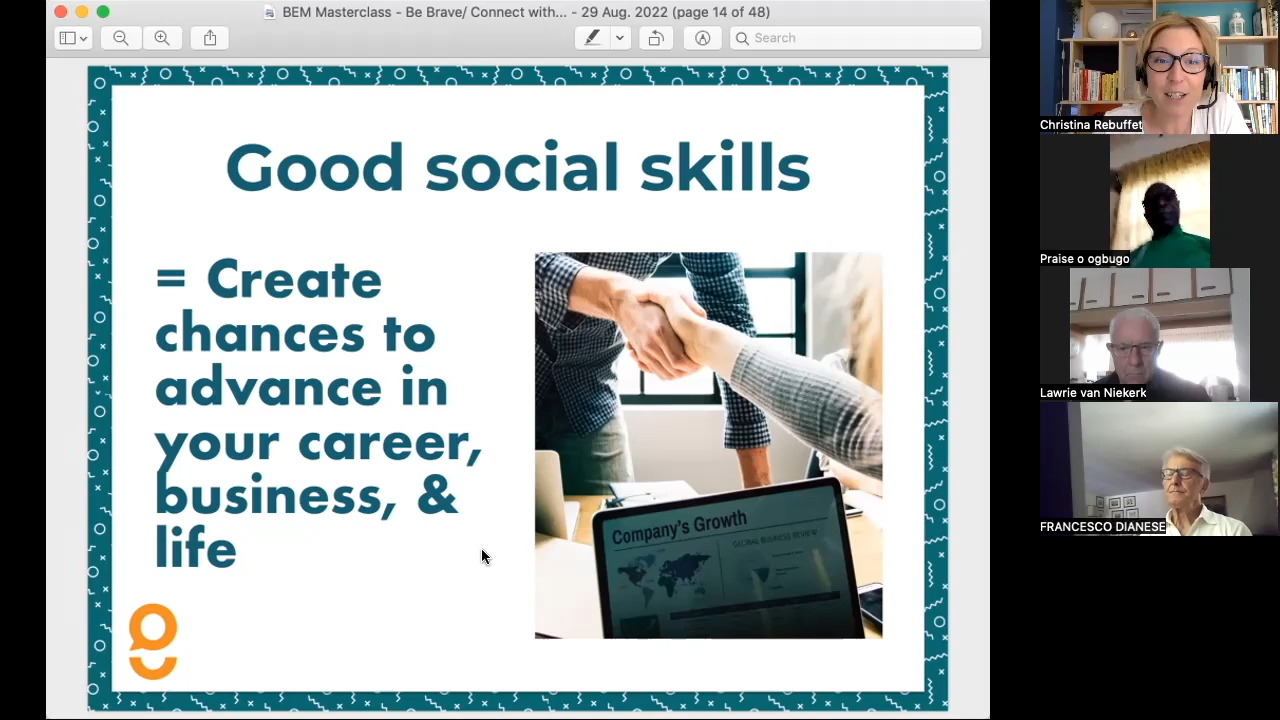 BEM Masterclass - Be Brave/ Connect with... - 29 Aug. 2022 (page 14 of 48)
Search
Good social skills
= Create
chances to
advance in
your career,
business, &
life
Company's Growth
GLOBAL BUSINESS REVIEW
Christina Rebuffet
Praise o ogbugo
Lawrie van Niekerk
FRANCESCO DIANESE